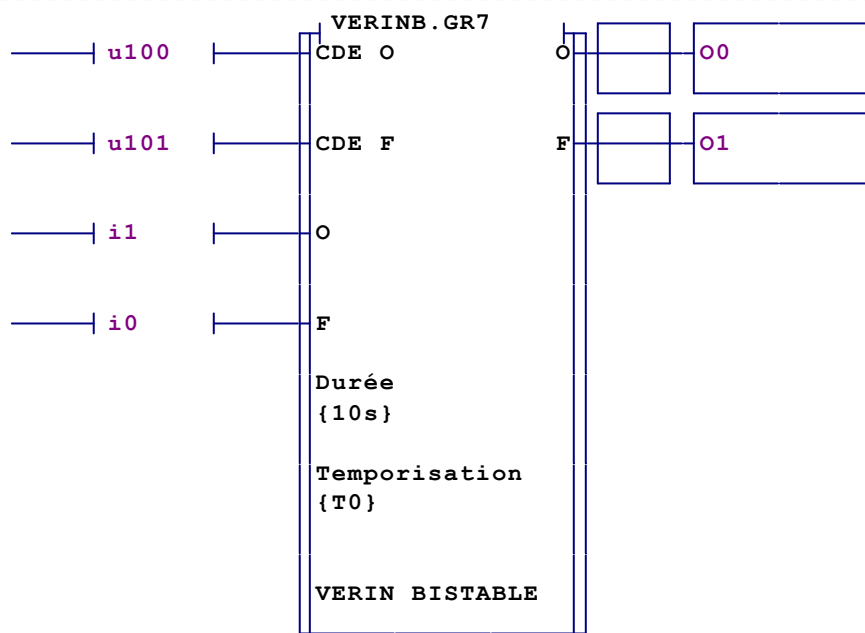 VERINB.GR7
u100 CDE O O O0
u101 CDE F F O1
i1 O
i0 F
Durée
{10s}
Temporisation
{T0}
VERIN BISTABLE